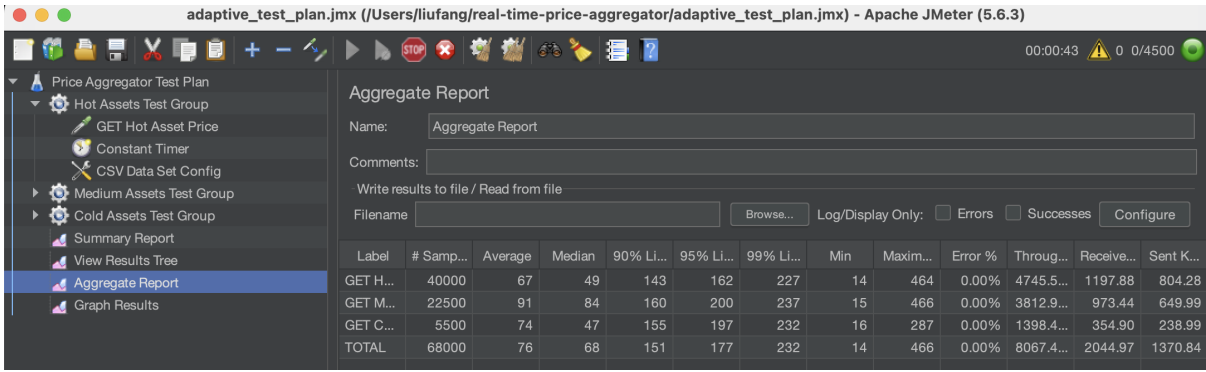 adaptive_test_plan.jmx (/Users/liufang/real-time-price-aggregator/adaptive_test_plan.jmx) - Apache JMeter (5.6.3)
STOP ? 00:00:43 0 0/4500
Price Aggregator Test Plan
Hot Assets Test Group
GET Hot Asset Price
Constant Timer
CSV Data Set Config
Medium Assets Test Group
Cold Assets Test Group
Summary Report
View Results Tree
Aggregate Report
Graph Results
Aggregate Report
Name: Aggregate Report
Comments:
Write results to file / Read from file
Filename Browse... Log/Display Only: Errors Successes Configure
Label # Samp... Average Median 90% Li... 95% Li... 99% Li... Min Maxim... Error % Throug... Receive... Sent K...
GET H... 40000 67 49 143 162 227 14 464 0.00% 4745.5... 1197.88 804.28
GET M... 22500 91 84 160 200 237 15 466 0.00% 3812.9... 973.44 649.99
GET C... 5500 74 47 155 197 232 16 287 0.00% 1398.4... 354.90 238.99
TOTAL 68000 76 68 151 177 232 14 466 0.00% 8067.4... 2044.97 1370.84